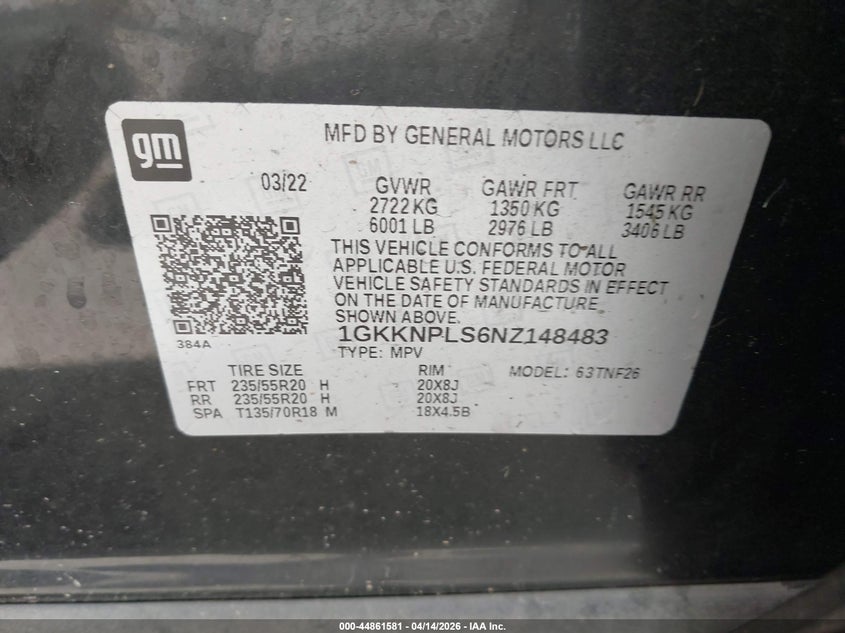 gm
MFD BY GENERAL MOTORS LLC
03/22 GVWR GAWR FRT GAWR RR
2722 KG 1350 KG 1545 KG
6001 LB 2976 LB 3406 LB
THIS VEHICLE CONFORMS TO ALL
APPLICABLE U.S. FEDERAL MOTOR
VEHICLE SAFETY STANDARDS IN EFFECT
ON THE DATE OF MANUFACTURE
SHOWN ABOVE.
384A
1GKKNPLS6NZ148483
TYPE: MPV
TIRE SIZE RIM MODEL: 63TNF26
FRT 235/55R20 H 20X8J
RR 235/55R20 H 20X8J
SPA T135/70R18 M 18X4.5B
000-44861581 | 04/14/2026 | IAA Inc.